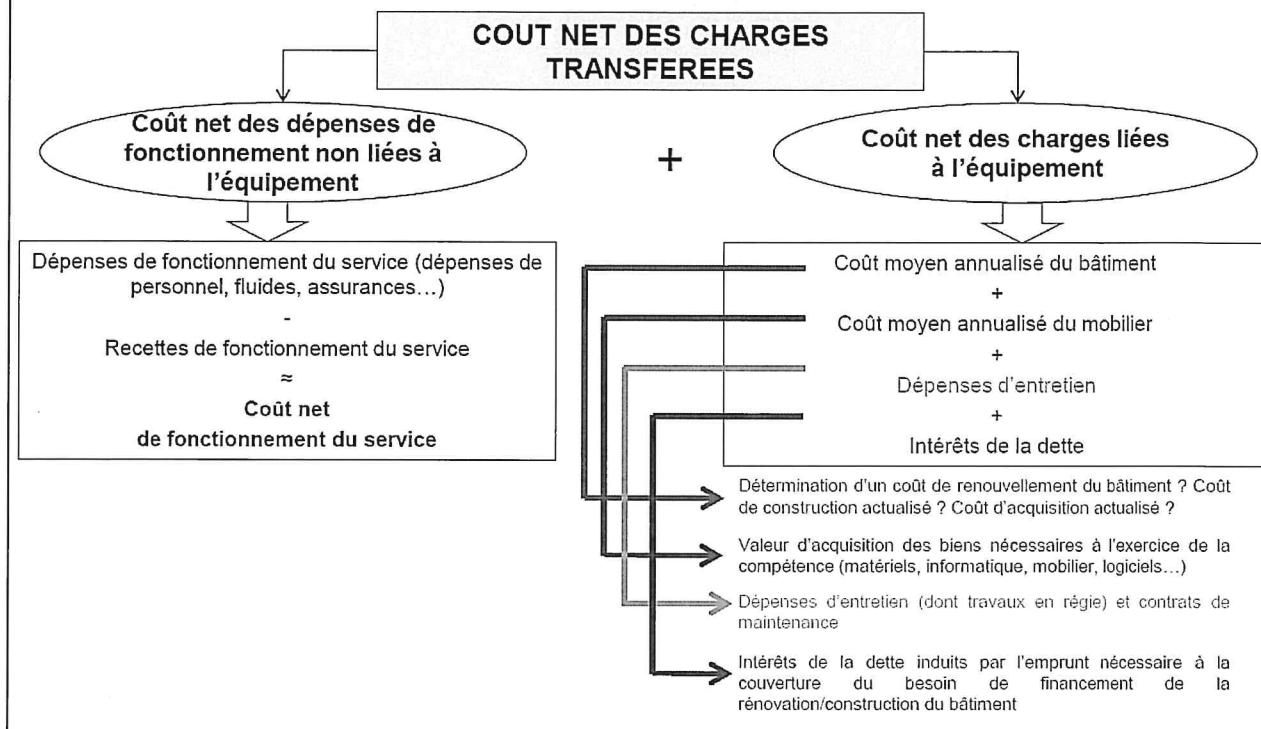 COUT NET DES CHARGES
TRANSFEREES
Coût net des dépenses de
fonctionnement non liées à
l'équipement
+
Coût net des charges liées
à l'équipement
Dépenses de fonctionnement du service (dépenses de
personnel, fluides, assurances…)
-
Recettes de fonctionnement du service
≈
Coût net
de fonctionnement du service
Coût moyen annualisé du bâtiment
+
Coût moyen annualisé du mobilier
+
Dépenses d'entretien
+
Intérêts de la dette
Détermination d'un coût de renouvellement du bâtiment ? Coût
de construction actualisé ? Coût d'acquisition actualisé ?
Valeur d'acquisition des biens nécessaires à l'exercice de la
compétence (matériels, informatique, mobilier, logiciels…)
Dépenses d'entretien (dont travaux en régie) et contrats de
maintenance
Intérêts de la dette induits par l'emprunt nécessaire à la
couverture du besoin de financement de la
rénovation/construction du bâtiment